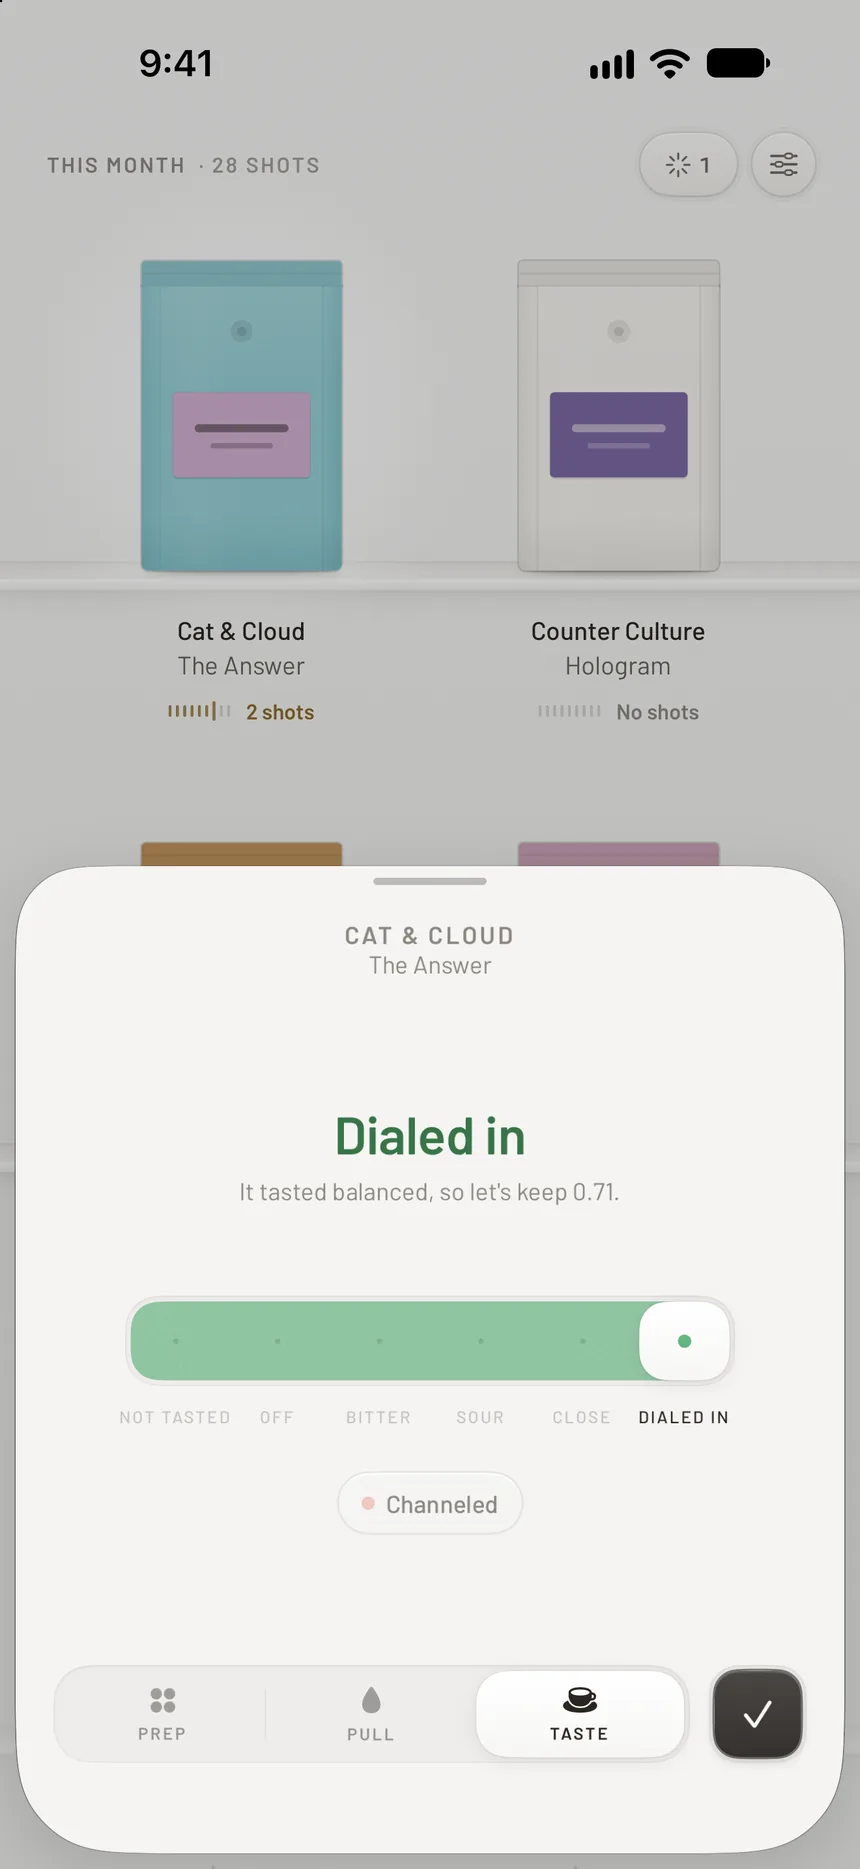 9:41
THIS MONTH · 28 SHOTS
1
Cat & Cloud
The Answer
2 shots
Counter Culture
Hologram
No shots
CAT & CLOUD
The Answer
Dialed in
It tasted balanced, so let's keep 0.71.
NOT TASTED OFF BITTER SOUR CLOSE DIALED IN
Channeled
PREP PULL TASTE